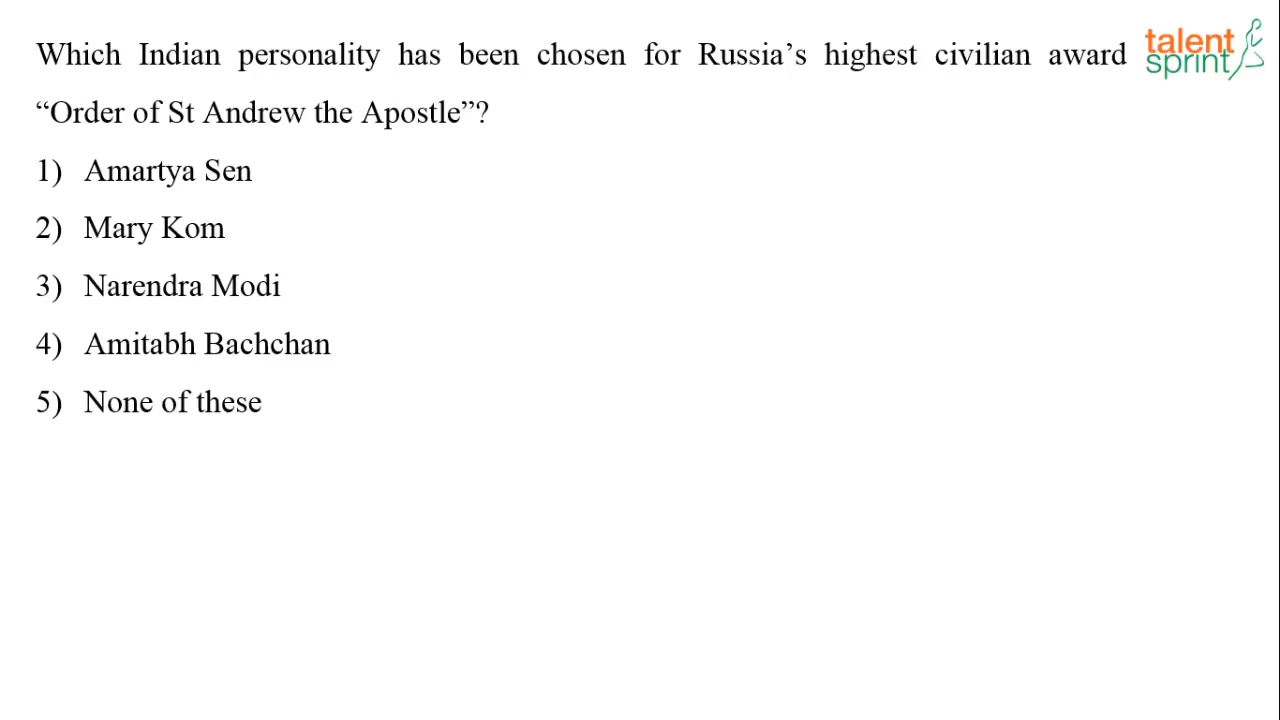 Which Indian personality has been chosen for Russia’s highest civilian award
“Order of St Andrew the Apostle”?
1) Amartya Sen
2) Mary Kom
3) Narendra Modi
4) Amitabh Bachchan
5) None of these
talent
sprint